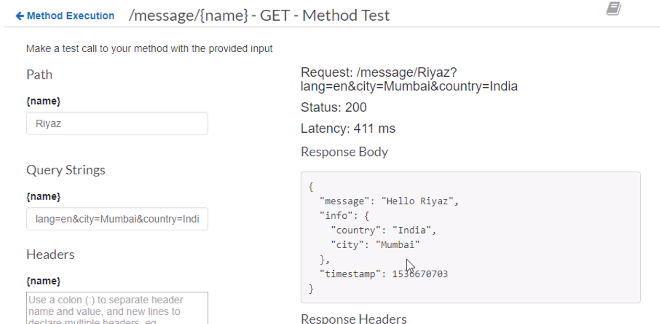 Method Execution /message/{name} - GET - Method Test
Make a test call to your method with the provided input
Path
{name}
Riyaz
Query Strings
{name}
lang=en&city=Mumbai&country=Indi
Headers
{name}
Use a colon (:) to separate header
name and value, and new lines to
declare multiple headers, eg.
Request: /message/Riyaz?
lang=en&city=Mumbai&country=India
Status: 200
Latency: 411 ms
Response Body
{
"message": "Hello Riyaz",
"info": {
"country": "India",
"city": "Mumbai"
},
"timestamp": 1536670703
}
Response Headers